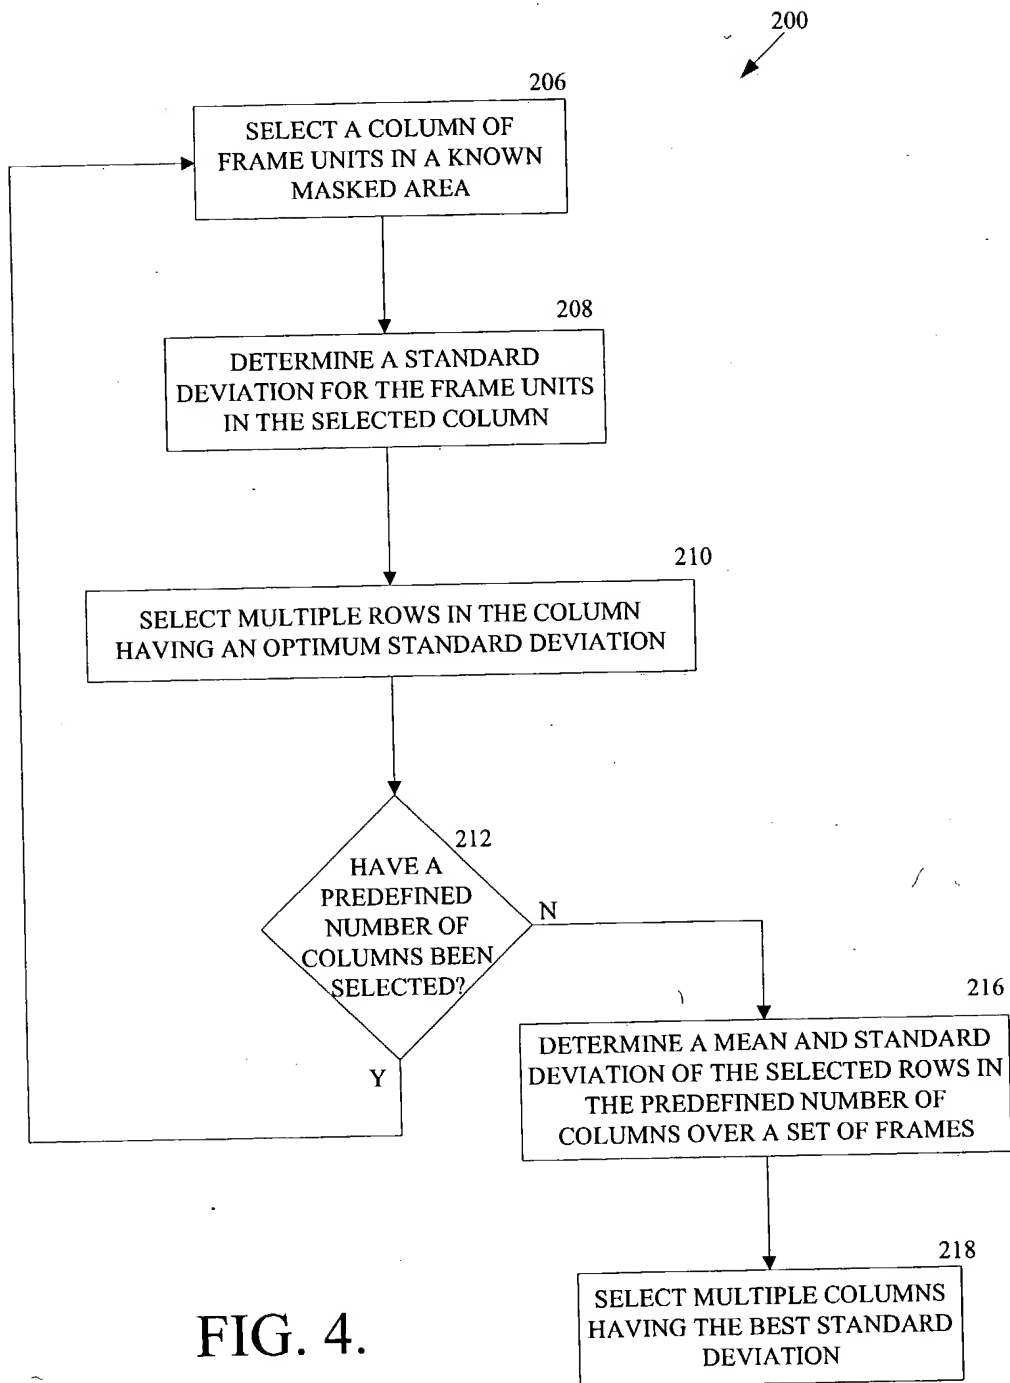 200
206
SELECT A COLUMN OF
FRAME UNITS IN A KNOWN
MASKED AREA
208
DETERMINE A STANDARD
DEVIATION FOR THE FRAME UNITS
IN THE SELECTED COLUMN
210
SELECT MULTIPLE ROWS IN THE COLUMN
HAVING AN OPTIMUM STANDARD DEVIATION
212
HAVE A
PREDEFINED
NUMBER OF
COLUMNS BEEN
SELECTED?
N
Y
216
DETERMINE A MEAN AND STANDARD
DEVIATION OF THE SELECTED ROWS IN
THE PREDEFINED NUMBER OF
COLUMNS OVER A SET OF FRAMES
218
SELECT MULTIPLE COLUMNS
HAVING THE BEST STANDARD
DEVIATION
FIG. 4.